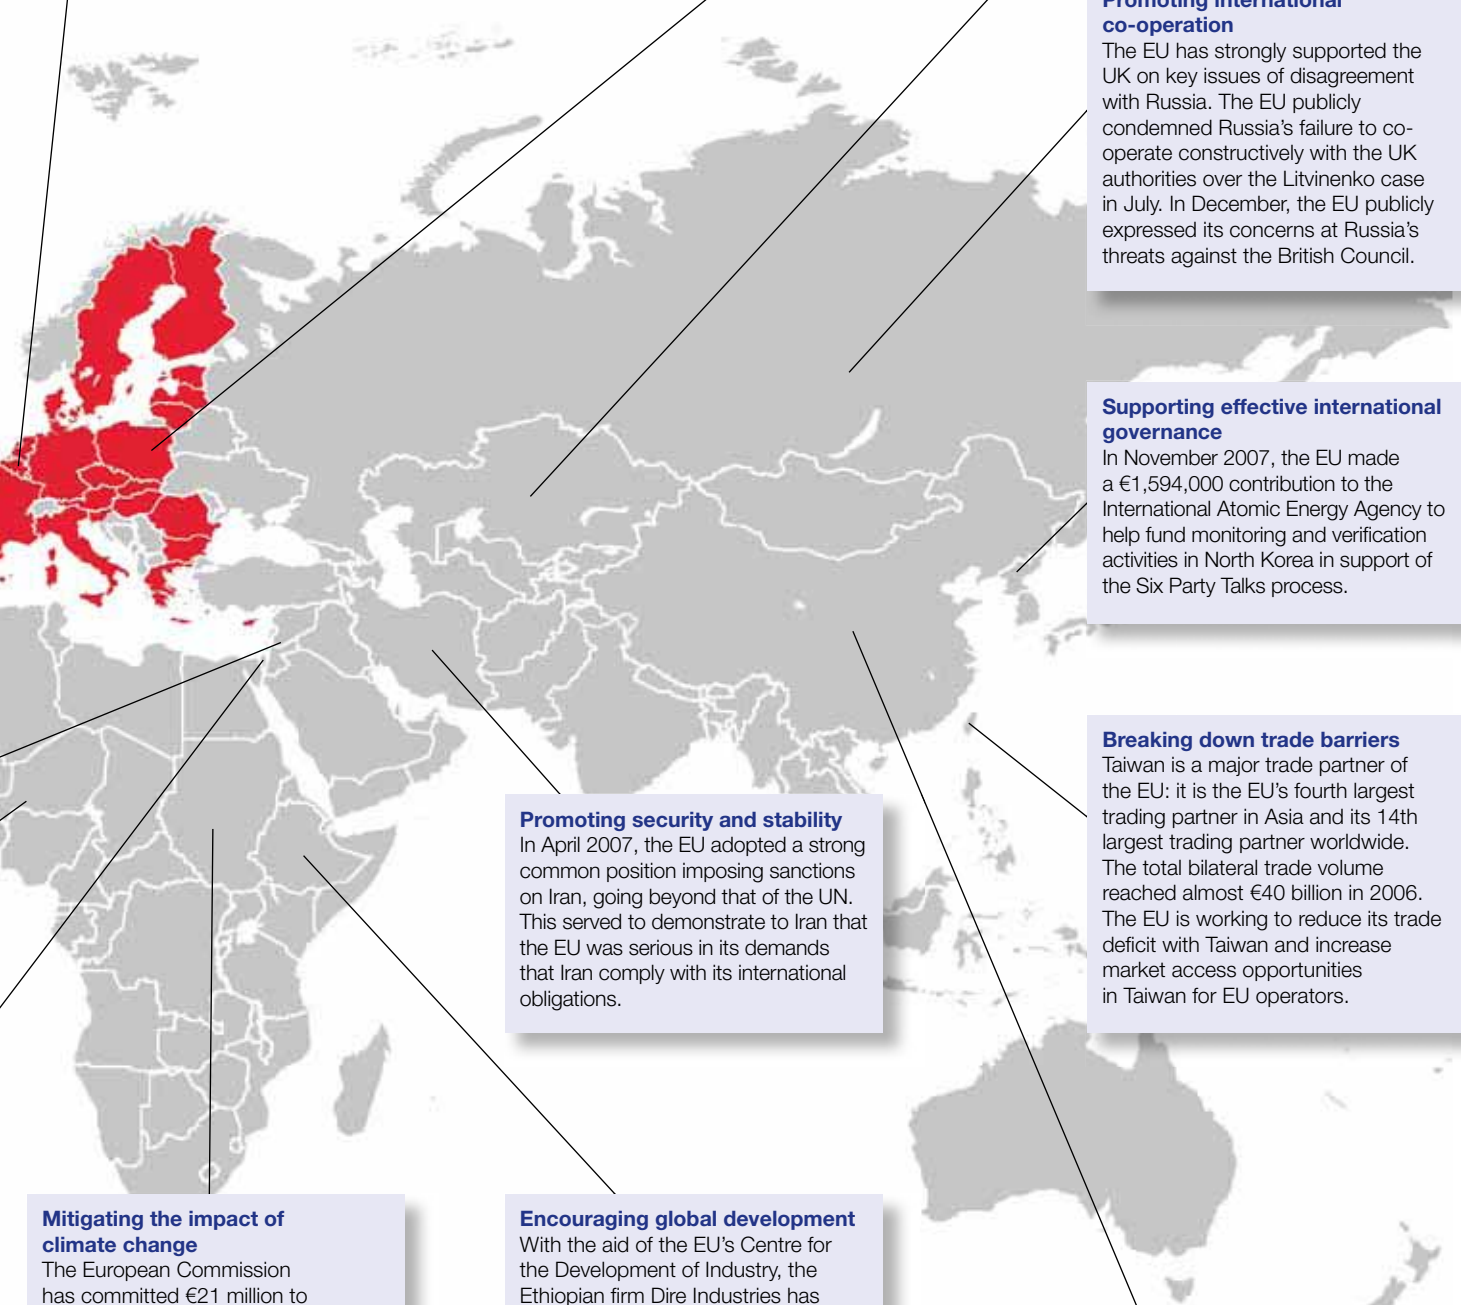 Promoting international
co-operation
The EU has strongly supported the
UK on key issues of disagreement
with Russia. The EU publicly
condemned Russia’s failure to co-
operate constructively with the UK
authorities over the Litvinenko case
in July. In December, the EU publicly
expressed its concerns at Russia’s
threats against the British Council.
Supporting effective international
governance
In November 2007, the EU made
a €1,594,000 contribution to the
International Atomic Energy Agency to
help fund monitoring and verification
activities in North Korea in support of
the Six Party Talks process.
Breaking down trade barriers
Taiwan is a major trade partner of
the EU: it is the EU’s fourth largest
trading partner in Asia and its 14th
largest trading partner worldwide.
The total bilateral trade volume
reached almost €40 billion in 2006.
The EU is working to reduce its trade
deficit with Taiwan and increase
market access opportunities
in Taiwan for EU operators.
Promoting security and stability
In April 2007, the EU adopted a strong
common position imposing sanctions
on Iran, going beyond that of the UN.
This served to demonstrate to Iran that
the EU was serious in its demands
that Iran comply with its international
obligations.
Mitigating the impact of
climate change
The European Commission
has committed €21 million to
Encouraging global development
With the aid of the EU’s Centre for
the Development of Industry, the
Ethiopian firm Dire Industries has